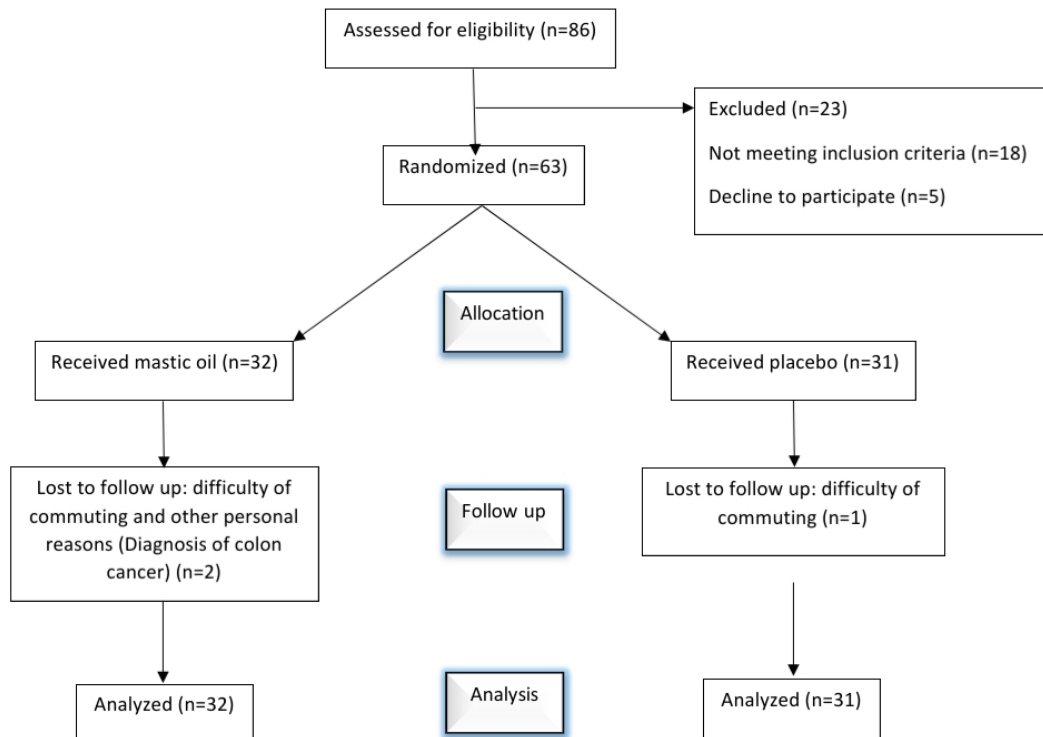 Assessed for eligibility (n=86)
Excluded (n=23)
Not meeting inclusion criteria (n=18)
Decline to participate (n=5)
Randomized (n=63)
Allocation
Received mastic oil (n=32)
Received placebo (n=31)
Lost to follow up: difficulty of
commuting and other personal
reasons (Diagnosis of colon
cancer) (n=2)
Follow up
Lost to follow up: difficulty of
commuting (n=1)
Analyzed (n=32)
Analysis
Analyzed (n=31)